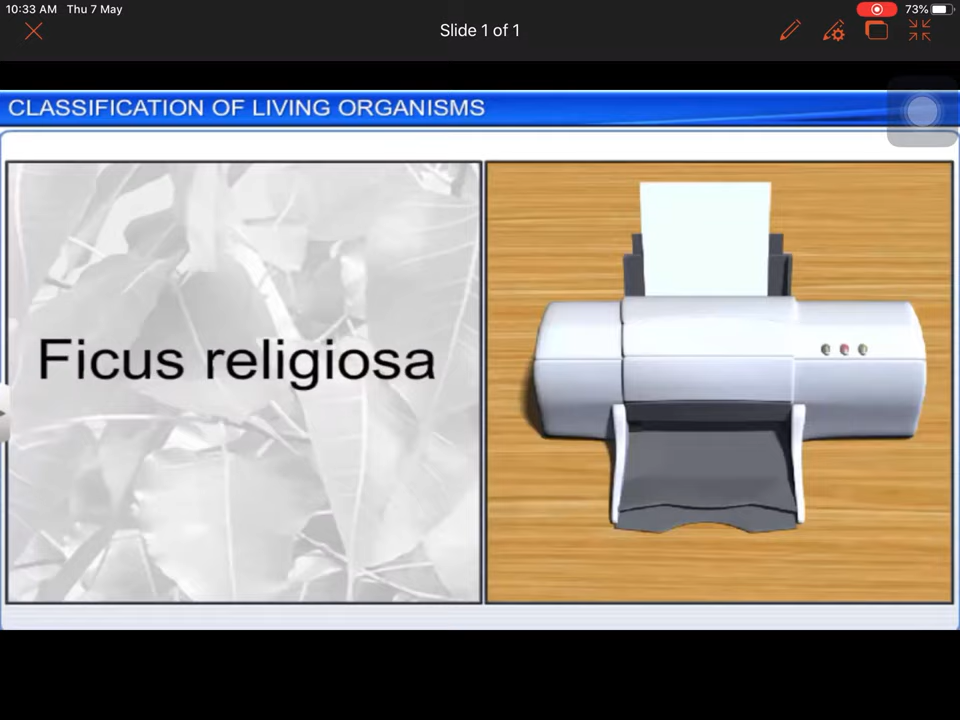 10:33 AM Thu 7 May
73%
Slide 1 of 1
CLASSIFICATION OF LIVING ORGANISMS
Ficus religiosa